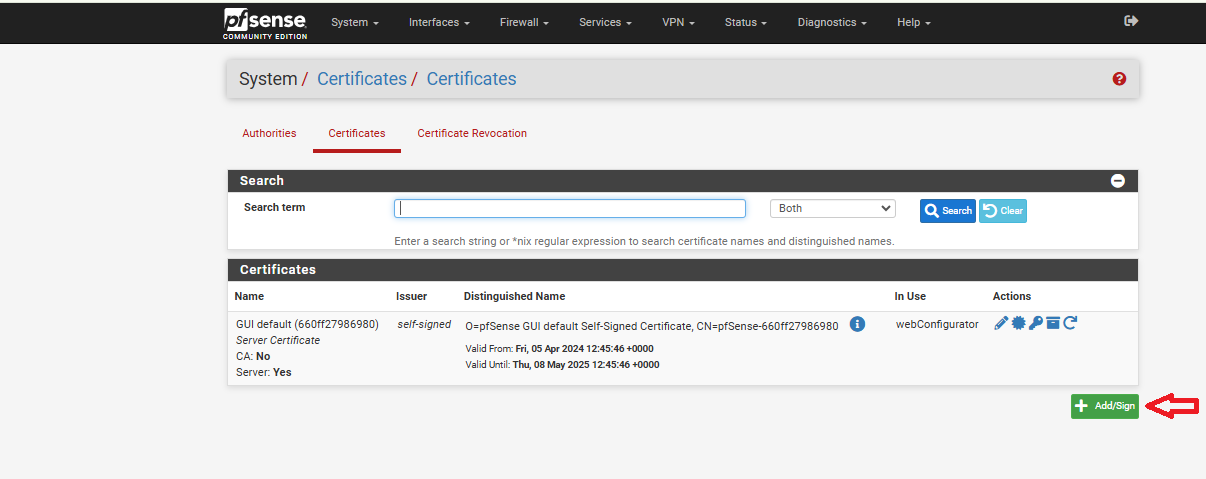 pfsense System Interfaces Firewall Services VPN Status Diagnostics Help
COMMUNITY EDITION
System / Certificates / Certificates
Authorities Certificates Certificate Revocation
Search
Search term Both Search Clear
Enter a search string or *nix regular expression to search certificate names and distinguished names.
Certificates
Name Issuer Distinguished Name In Use Actions
GUI default (660ff27986980) self-signed O=pfSense GUI default Self-Signed Certificate, CN=pfSense-660ff27986980 webConfigurator
Server Certificate
Valid From: Fri, 05 Apr 2024 12:45:46 +0000
CA: No
Valid Until: Thu, 08 May 2025 12:45:46 +0000
Server: Yes
Add/Sign